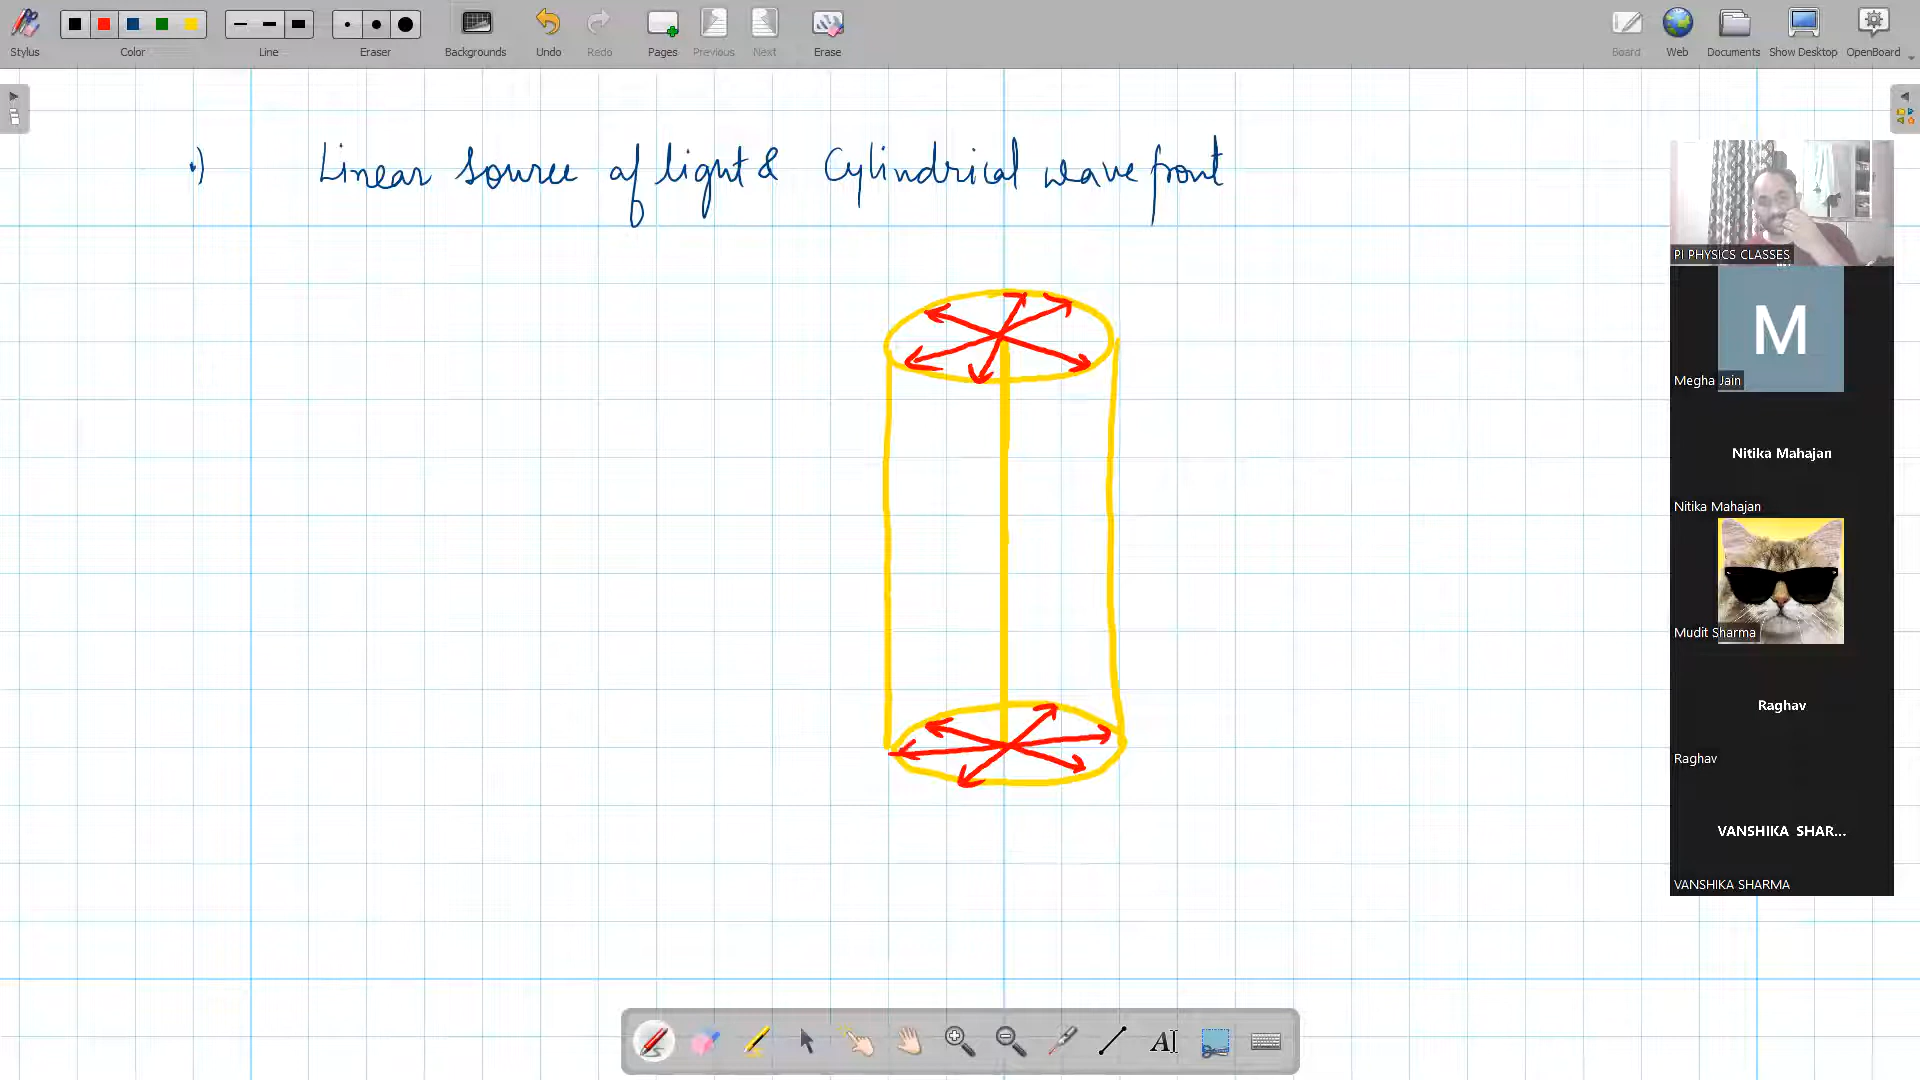 Stylus
Color
Line
Eraser
Backgrounds
Undo
Redo
Pages
Previous
Next
Erase
Board
Web
Documents
Show Desktop
OpenBoard
•) Linear source of light & Cylindrical wavefront
PI PHYSICS CLASSES
M
Megha Jain
Nitika Mahajan
Nitika Mahajan
Mudit Sharma
Raghav
Raghav
VANSHIKA SHAR...
VANSHIKA SHARMA
A